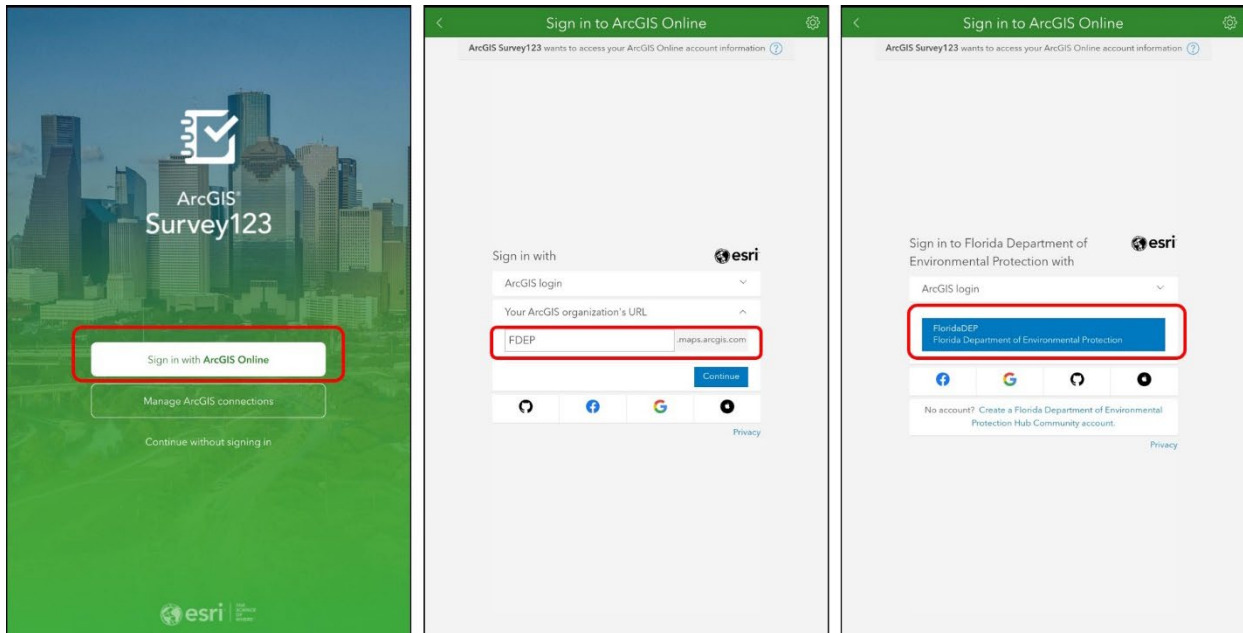 ArcGIS®
Survey123
Sign in with ArcGIS Online
Manage ArcGIS connections
Continue without signing in
esri
THE
SCIENCE
OF
WHERE
Sign in to ArcGIS Online
ArcGIS Survey123 wants to access your ArcGIS Online account information ?
Sign in with
esri
ArcGIS login
Your ArcGIS organization's URL
FDEP .maps.arcgis.com
Continue
Privacy
Sign in to ArcGIS Online
ArcGIS Survey123 wants to access your ArcGIS Online account information ?
Sign in to Florida Department of
Environmental Protection with
esri
ArcGIS login
FloridaDEP
Florida Department of Environmental Protection
No account? Create a Florida Department of Environmental
Protection Hub Community account.
Privacy